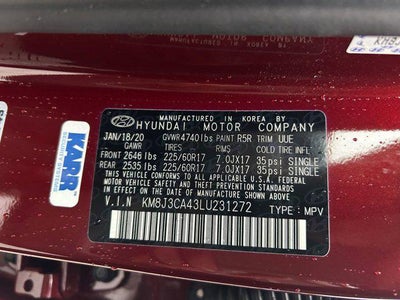 MANUFACTURED IN KOREA
HYUNDAI MOTOR COMPANY
JAN/18/20 GVWR4740lbs PAINT R5R TRIM UUE
GAWR TIRES RIMS COLD INFL.
FRONT 2646 lbs 225/60R17 7.0JX17 35psi SINGLE
REAR 2535 lbs 225/60R17 7.0JX17 35psi SINGLE
THIS VEHICLE CONFORMS TO ALL APPLICABLE
FEDERAL MOTOR VEHICLE SAFETY, BUMPER, AND
THEFT PREVENTION STANDARDS IN EFFECT ON THE
DATE OF MANUFACTURE SHOWN ABOVE.
V.I.N KM8J3CA43LU231272 TYPE: MPV
KARR